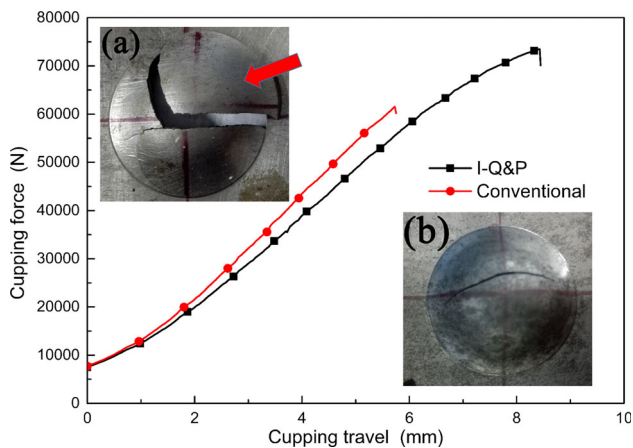 80000
70000
60000
50000
40000
30000
20000
10000
0
Cupping force (N)
(a)
I-Q&P
Conventional
(b)
0
2
4
6
8
10
Cupping travel (mm)